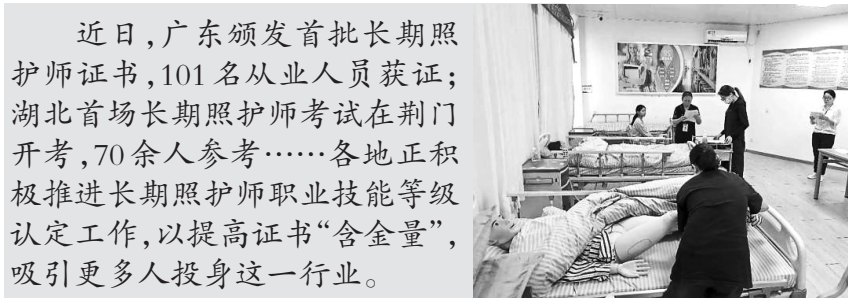 近日,广东颁发首批长期照
护师证书,101名从业人员获证;
湖北首场长期照护师考试在荆门
开考,70余人参考……各地正积
极推进长期照护师职业技能等级
认定工作,以提高证书“含金量”,
吸引更多人投身这一行业。